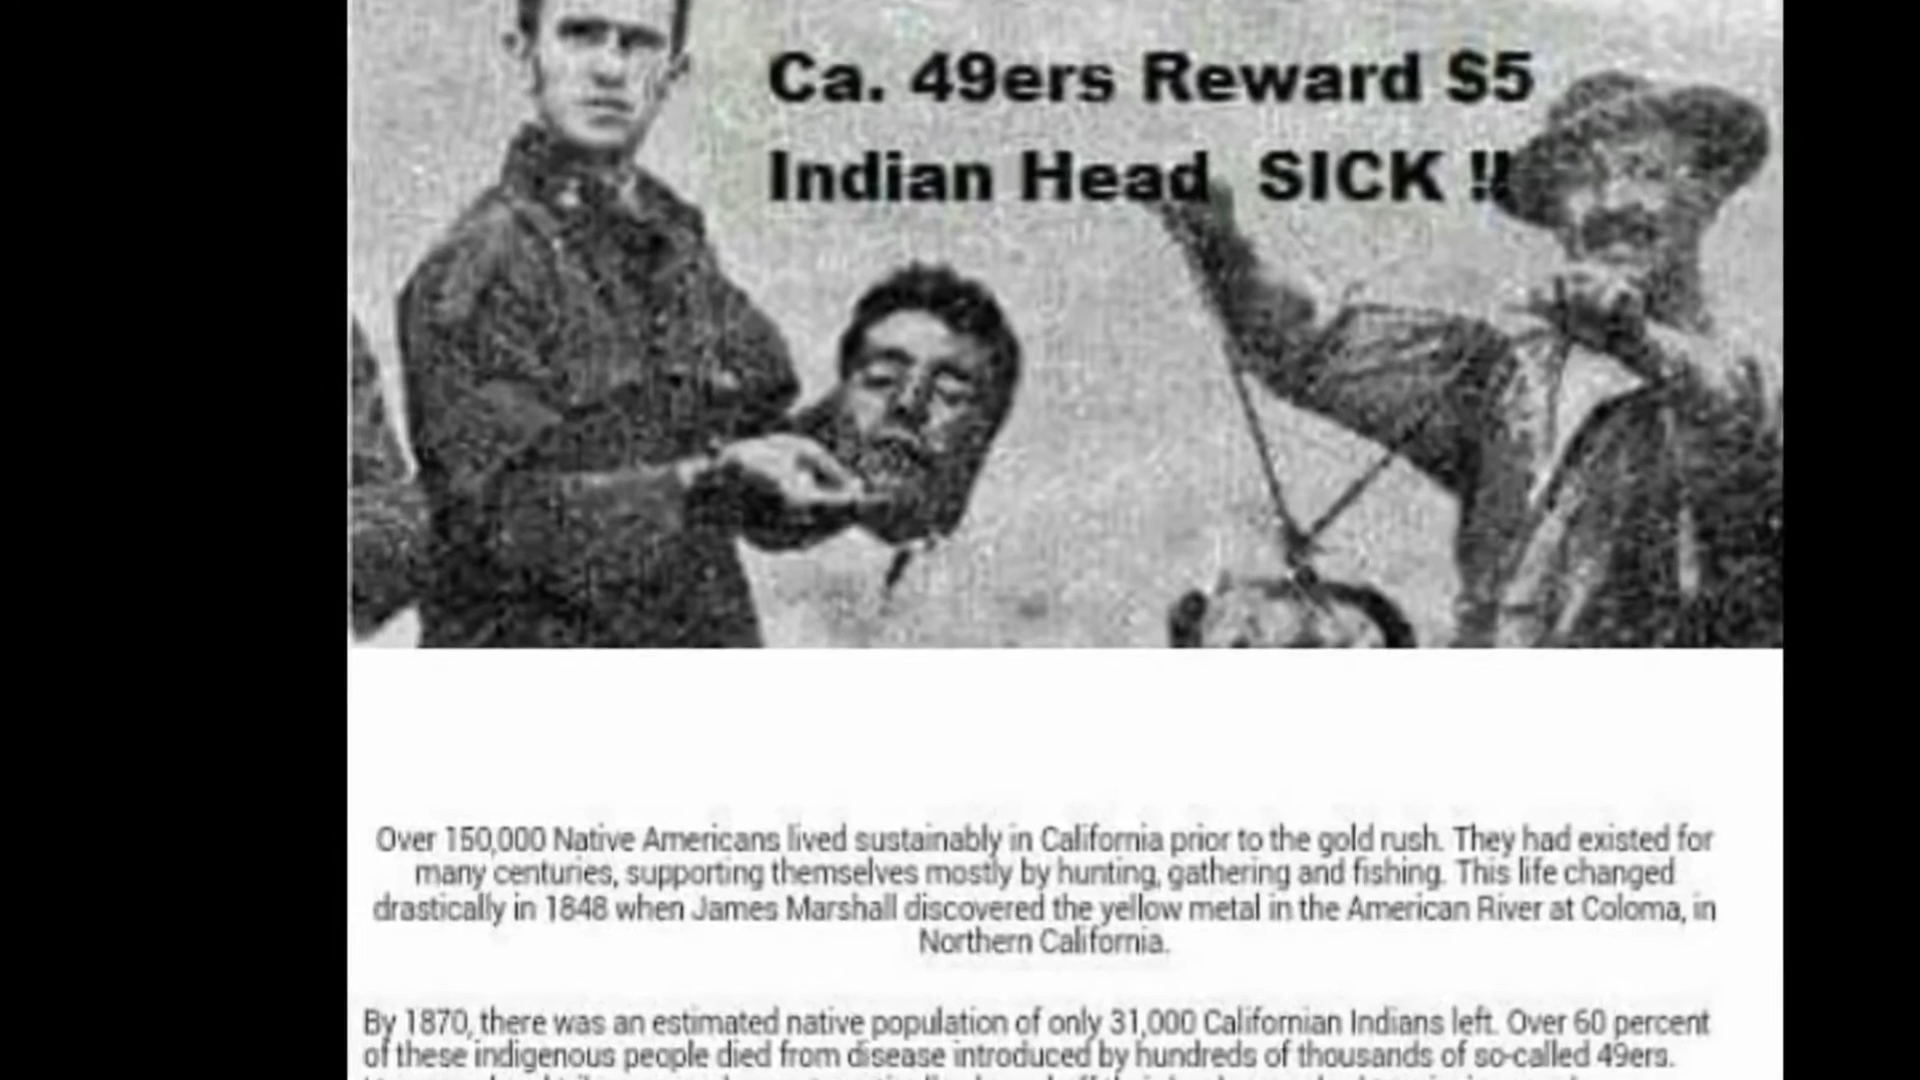 Ca. 49ers Reward $5
Indian Head SICK !!
Over 150,000 Native Americans lived sustainably in California prior to the gold rush. They had existed for
many centuries, supporting themselves mostly by hunting, gathering and fishing. This life changed
drastically in 1848 when James Marshall discovered the yellow metal in the American River at Coloma, in
Northern California.
By 1870, there was an estimated native population of only 31,000 Californian Indians left. Over 60 percent
of these indigenous people died from disease introduced by hundreds of thousands of so-called 49ers.